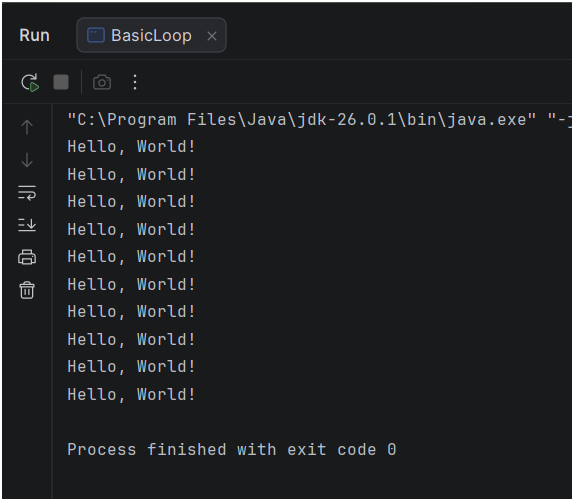 Run BasicLoop
"C:\Program Files\Java\jdk-26.0.1\bin\java.exe" "-j
Hello, World!
Hello, World!
Hello, World!
Hello, World!
Hello, World!
Hello, World!
Hello, World!
Hello, World!
Hello, World!
Hello, World!
Process finished with exit code 0